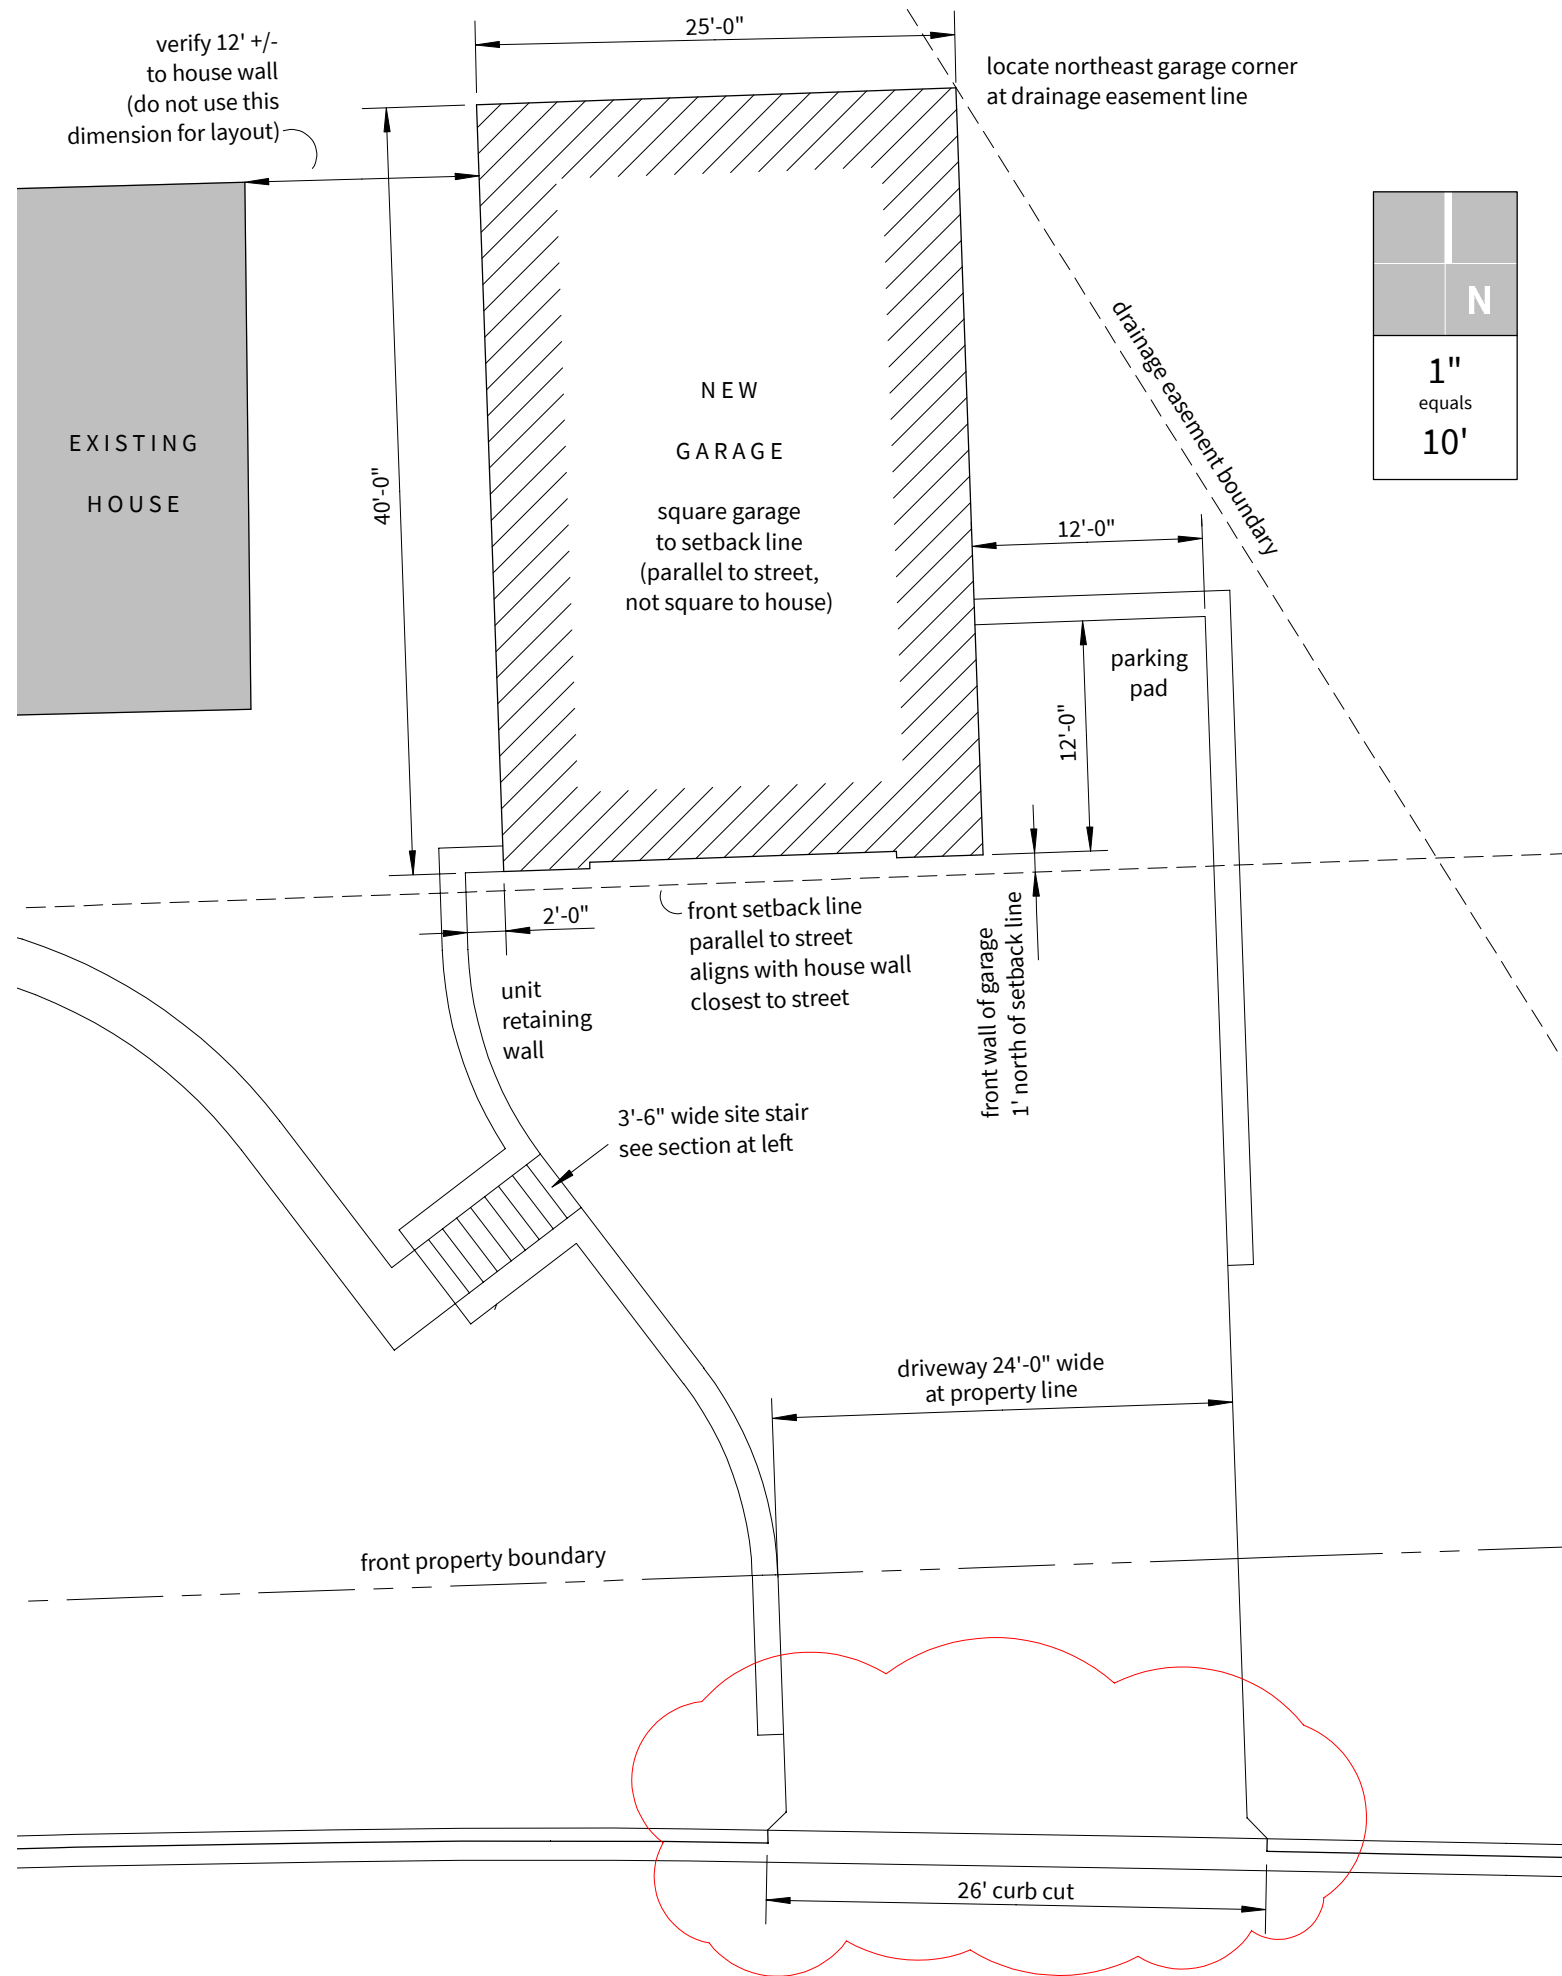 25'-0"
verify 12' +/-
to house wall
(do not use this
dimension for layout)
locate northeast garage corner
at drainage easement line
N
1"
equals
10'
drainage easement boundary
EXISTING
HOUSE
40'-0"
NEW
GARAGE
square garage
to setback line
(parallel to street,
not square to house)
12'-0"
parking
pad
12'-0"
2'-0"
front setback line
parallel to street
aligns with house wall
closest to street
front wall of garage
1' north of setback line
unit
retaining
wall
3'-6" wide site stair
see section at left
driveway 24'-0" wide
at property line
front property boundary
26' curb cut